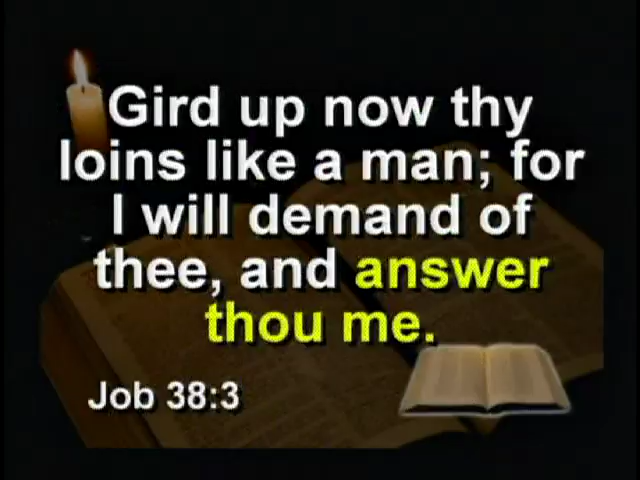 Gird up now thy
loins like a man; for
I will demand of
thee, and answer
thou me.
Job 38:3